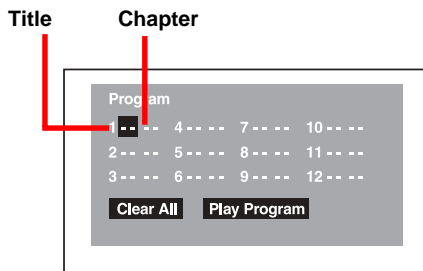 Title Chapter
Program
1 -- -- 4 -- -- 7 -- -- 10 -- --
2 -- -- 5 -- -- 8 -- -- 11 -- --
3 -- -- 6 -- -- 9 -- -- 12 -- --
Clear All Play Program